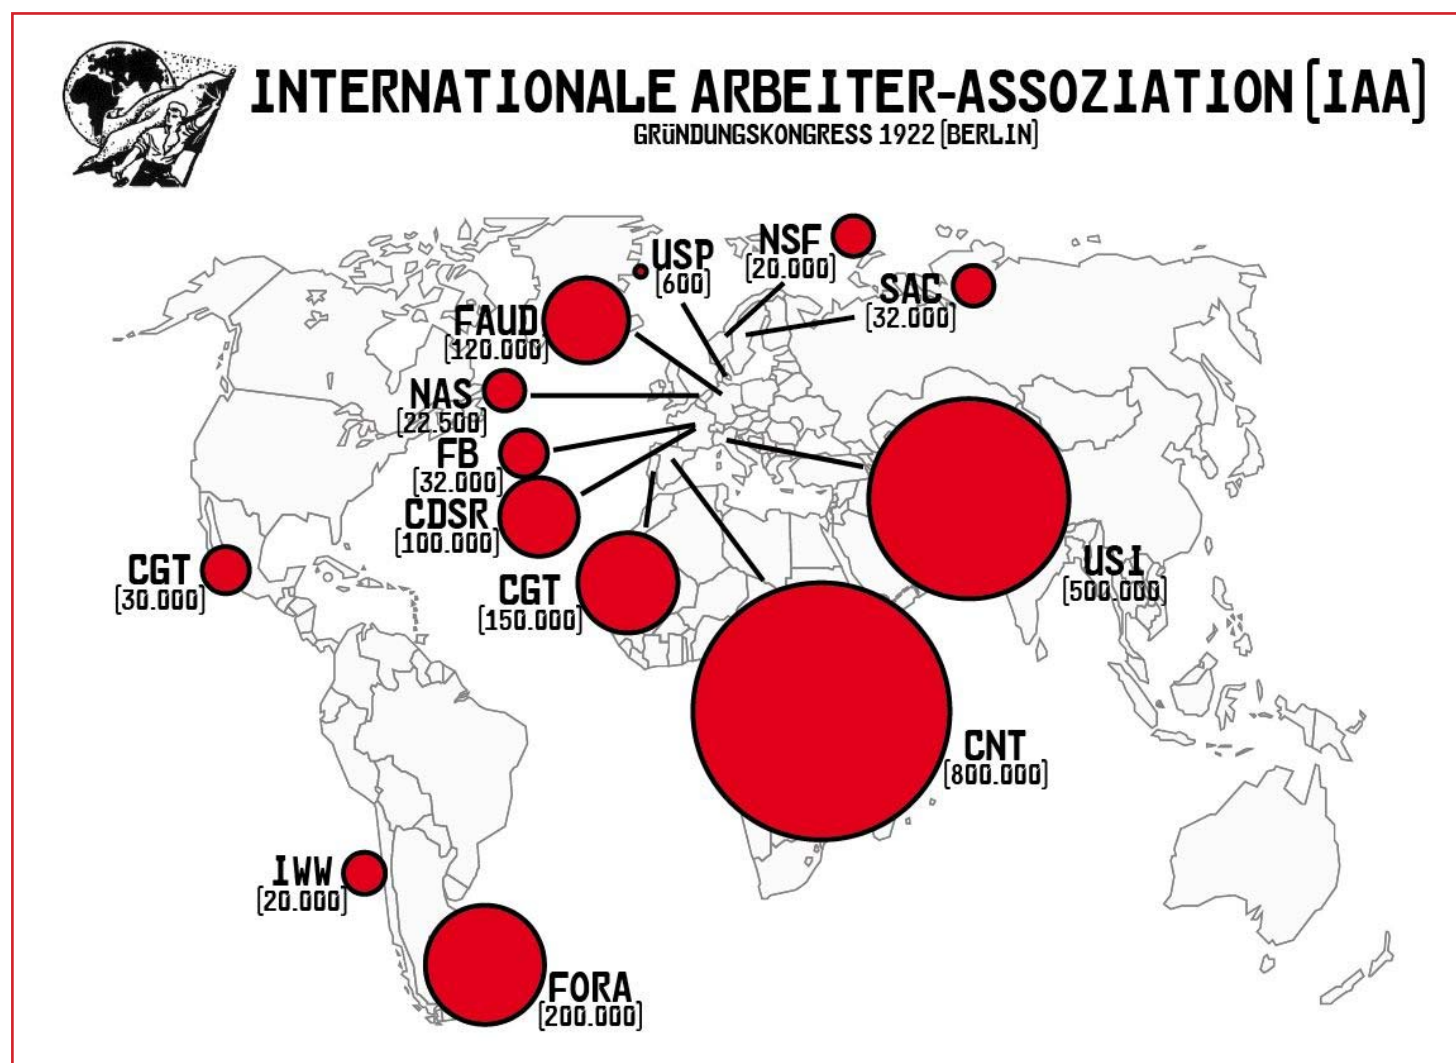 INTERNATIONALE ARBEITER-ASSOZIATION [IAA]
GRÜNDUNGSKONGRESS 1922 [BERLIN]
USP
[600]
NSF
[20.000]
SAC
[32.000]
FAUD
[120.000]
NAS
[22.500]
FB
[32.000]
CDSR
[100.000]
CGT
[30.000]
CGT
[150.000]
USI
[500.000]
CNT
[800.000]
IWW
[20.000]
FORA
[200.000]